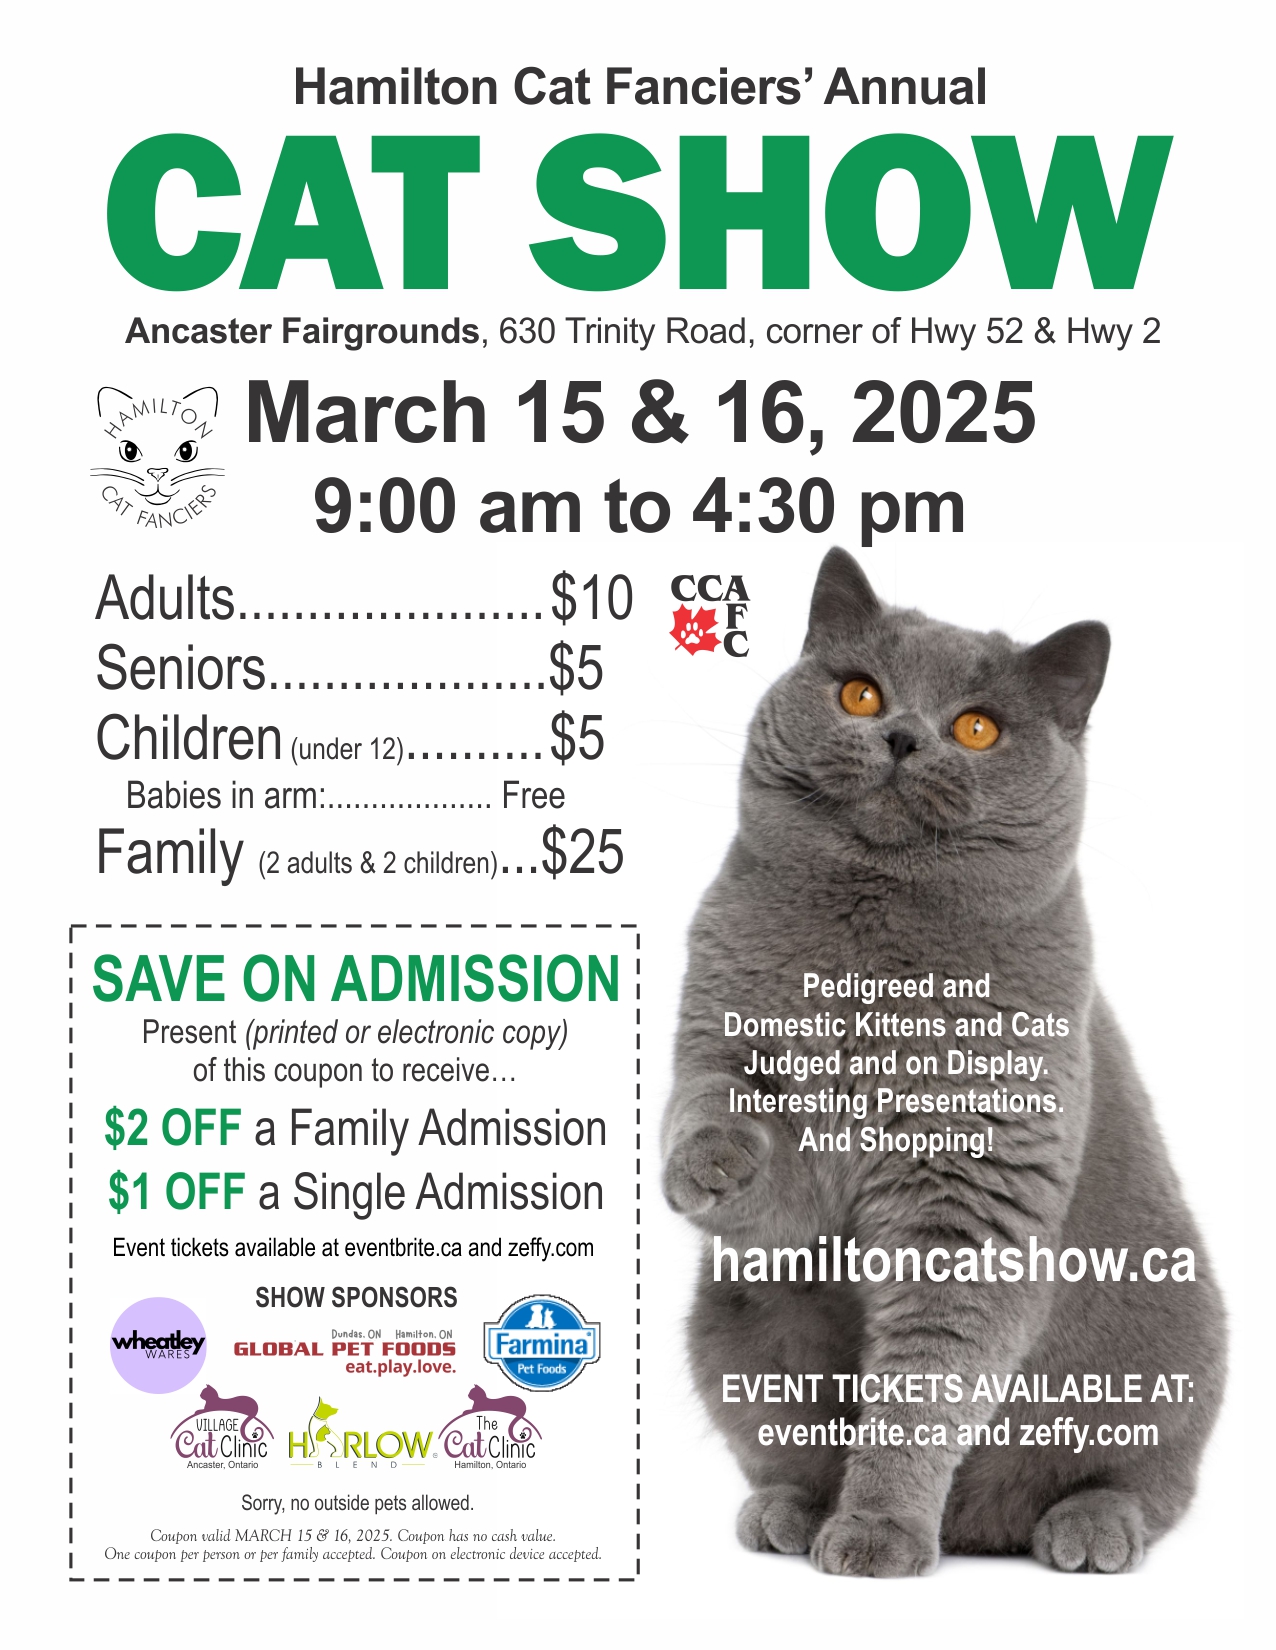 Hamilton Cat Fanciers’ Annual
CAT SHOW
Ancaster Fairgrounds, 630 Trinity Road, corner of Hwy 52 & Hwy 2
HAMILTON
CAT FANCIERS
March 15 & 16, 2025
9:00 am to 4:30 pm
Adults......................$10
Seniors....................$5
Children (under 12)..........$5
Babies in arm:................... Free
Family (2 adults & 2 children)...$25
CCA
F
C
SAVE ON ADMISSION
Present (printed or electronic copy)
of this coupon to receive…
$2 OFF a Family Admission
$1 OFF a Single Admission
Event tickets available at eventbrite.ca and zeffy.com
SHOW SPONSORS
wheatley
WARES
Dundas, ON Hamilton, ON
GLOBAL PET FOODS
eat.play.love.
Farmina®
Pet Foods
VILLAGE
Cat Clinic
Ancaster, Ontario
HARLOW®
BLEND
The
Cat Clinic
Hamilton, Ontario
Sorry, no outside pets allowed.
Coupon valid MARCH 15 & 16, 2025. Coupon has no cash value.
One coupon per person or per family accepted. Coupon on electronic device accepted.
Pedigreed and
Domestic Kittens and Cats
Judged and on Display.
Interesting Presentations.
And Shopping!
hamiltoncatshow.ca
EVENT TICKETS AVAILABLE AT:
eventbrite.ca and zeffy.com